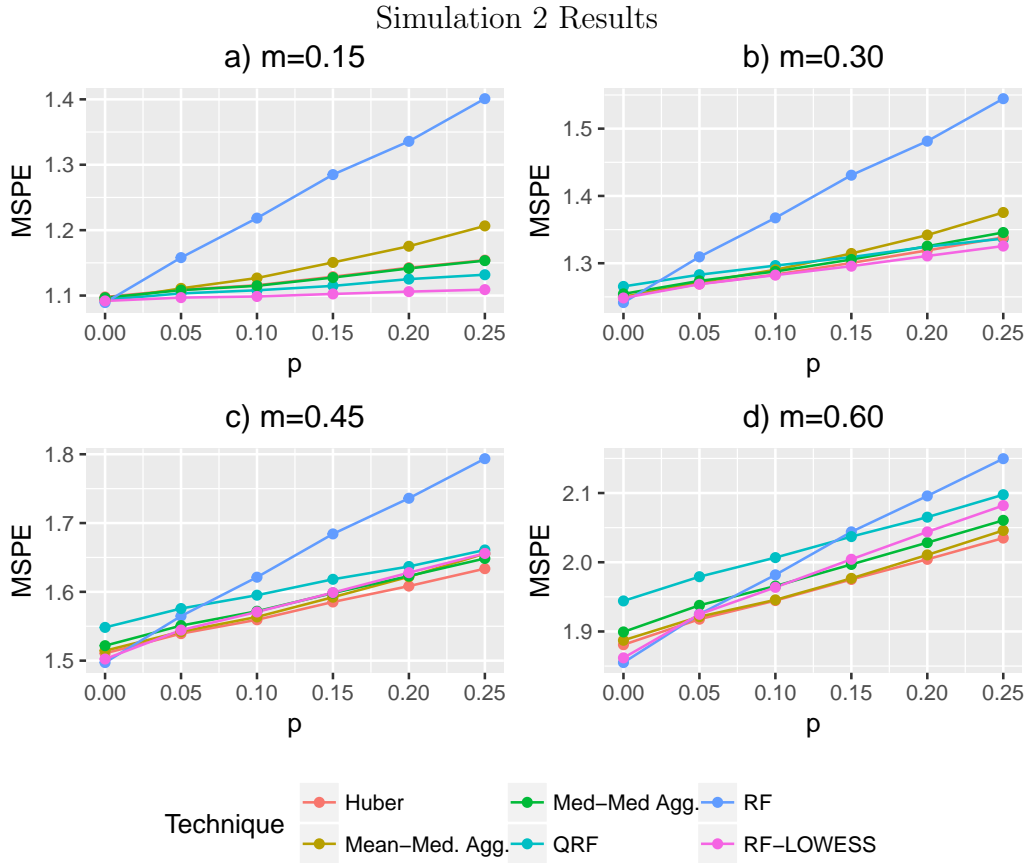 Simulation 2 Results
a) m=0.15
b) m=0.30
MSPE
1.4
1.3
1.2
1.1
0.00 0.05 0.10 0.15 0.20 0.25
p
MSPE
1.5
1.4
1.3
0.00 0.05 0.10 0.15 0.20 0.25
p
c) m=0.45
d) m=0.60
MSPE
1.8
1.7
1.6
1.5
0.00 0.05 0.10 0.15 0.20 0.25
p
MSPE
2.1
2.0
1.9
0.00 0.05 0.10 0.15 0.20 0.25
p
Technique
Huber
Mean−Med. Agg.
Med−Med Agg.
QRF
RF
RF−LOWESS